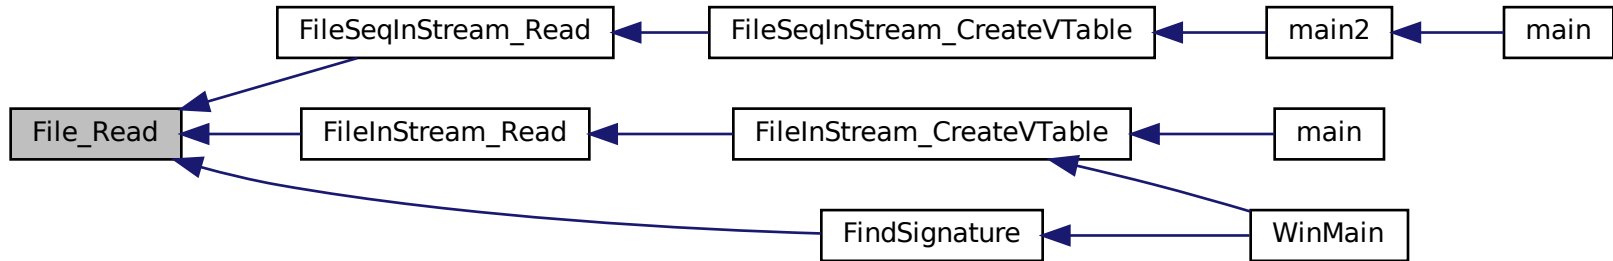 FileSeqInStream_Read
FileSeqInStream_CreateVTable
main2
main
File_Read
FileInStream_Read
FileInStream_CreateVTable
main
FindSignature
WinMain